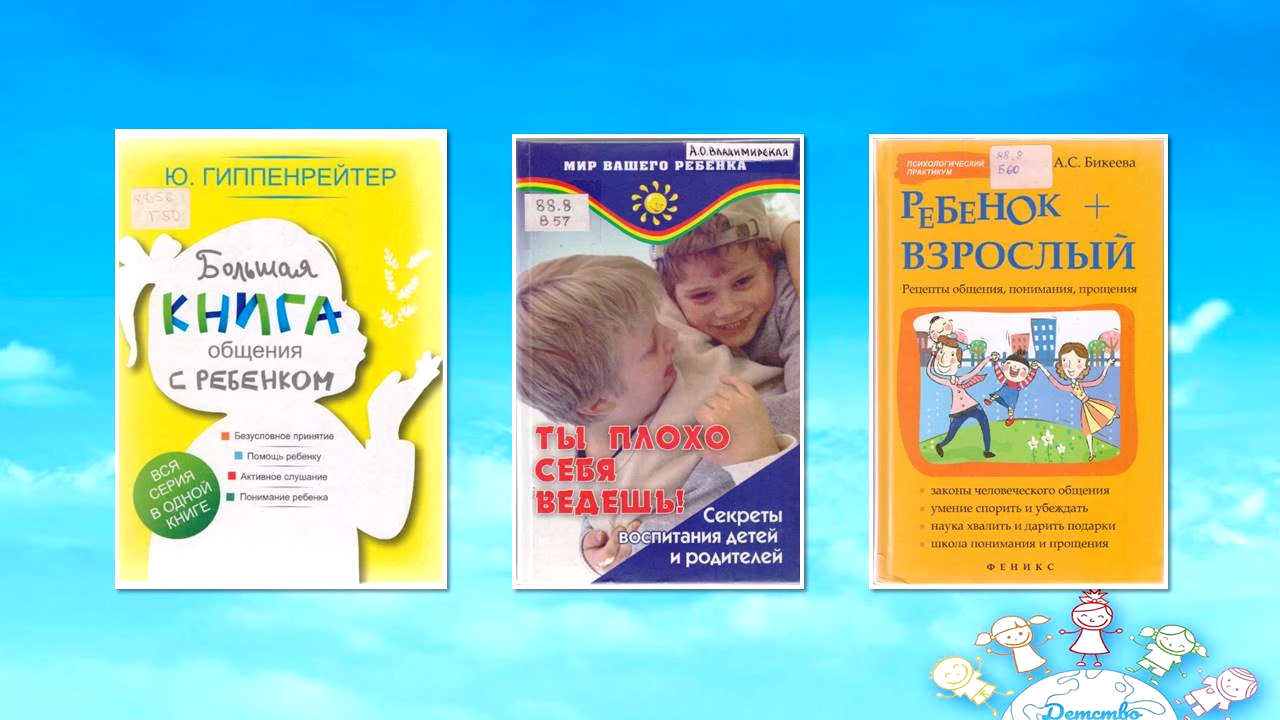 Ю. ГИППЕНРЕЙТЕР
88.56
Г50
Большая
КНИГА
общения
С РЕБЕНКОМ
Безусловное принятие
Помощь ребенку
Активное слушание
Понимание ребенка
ВСЯ
СЕРИЯ
В ОДНОЙ
КНИГЕ
А.О.ВЛАДИМИРСКАЯ
МИР ВАШЕГО РЕБЕНКА
88.8
В 57
ТЫ ПЛОХО
СЕБЯ
ВЕДЕШЬ!
Секреты
воспитания детей
и родителей
ПСИХОЛОГИЧЕСКИЙ
ПРАКТИКУМ
88.8
Б60
А.С. Бикеева
РЕБЕНОК +
ВЗРОСЛЫЙ
Рецепты общения, понимания, прощения
законы человеческого общения
умение спорить и убеждать
наука хвалить и дарить подарки
школа понимания и прощения
ФЕНИКС
Детство